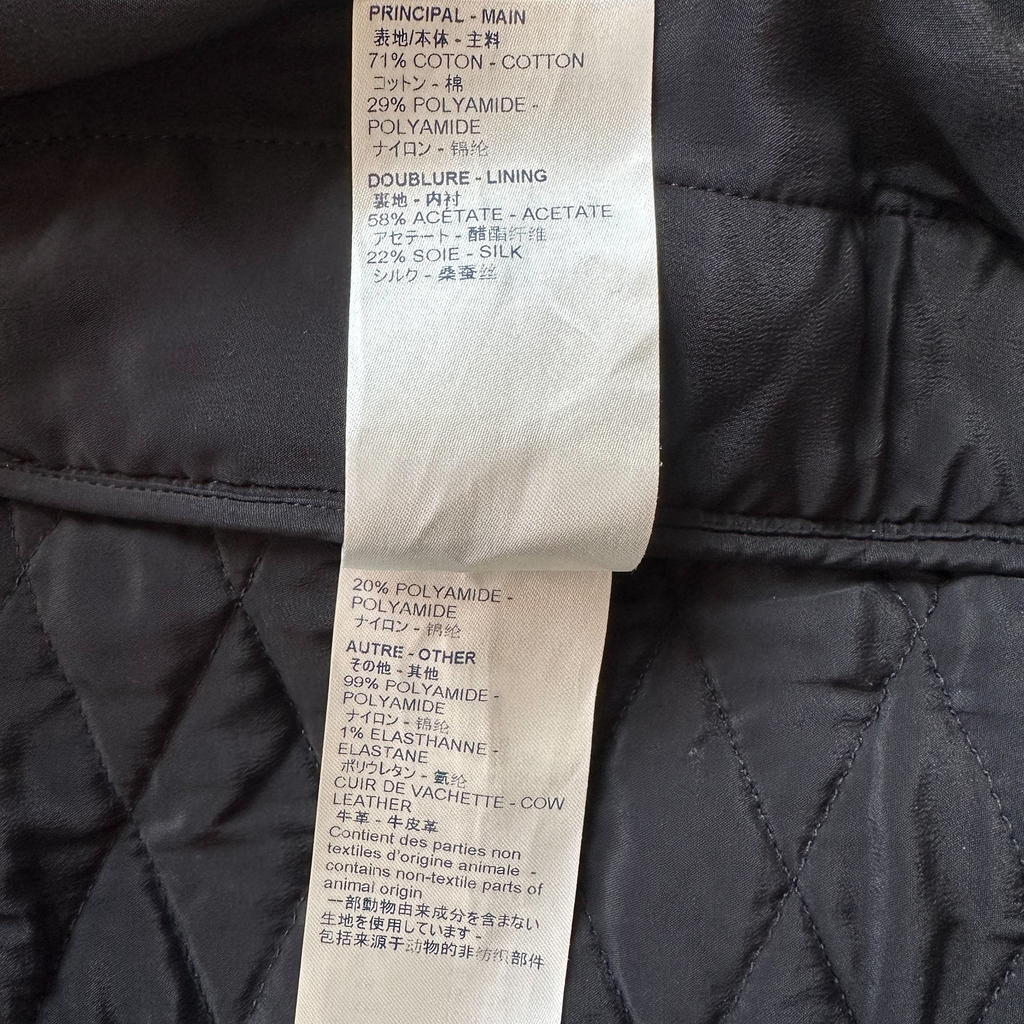 PRINCIPAL - MAIN
表地/本体 - 主料
71% COTON - COTTON
コットン - 棉
29% POLYAMIDE -
POLYAMIDE
ナイロン - 锦纶
DOUBLURE - LINING
裏地 - 内衬
58% ACÉTATE - ACETATE
アセテート - 醋酯纤维
22% SOIE - SILK
シルク - 桑蚕丝
20% POLYAMIDE -
POLYAMIDE
ナイロン - 锦纶
AUTRE - OTHER
その他 - 其他
99% POLYAMIDE -
POLYAMIDE
ナイロン - 锦纶
1% ELASTHANNE -
ELASTANE
ポリウレタン - 氨纶
CUIR DE VACHETTE - COW
LEATHER
牛革 - 牛皮革
Contient des parties non
textiles d'origine animale -
contains non-textile parts of
animal origin
一部動物由来成分を含まない
生地を使用しています -
包括来源于动物的非纺织部件